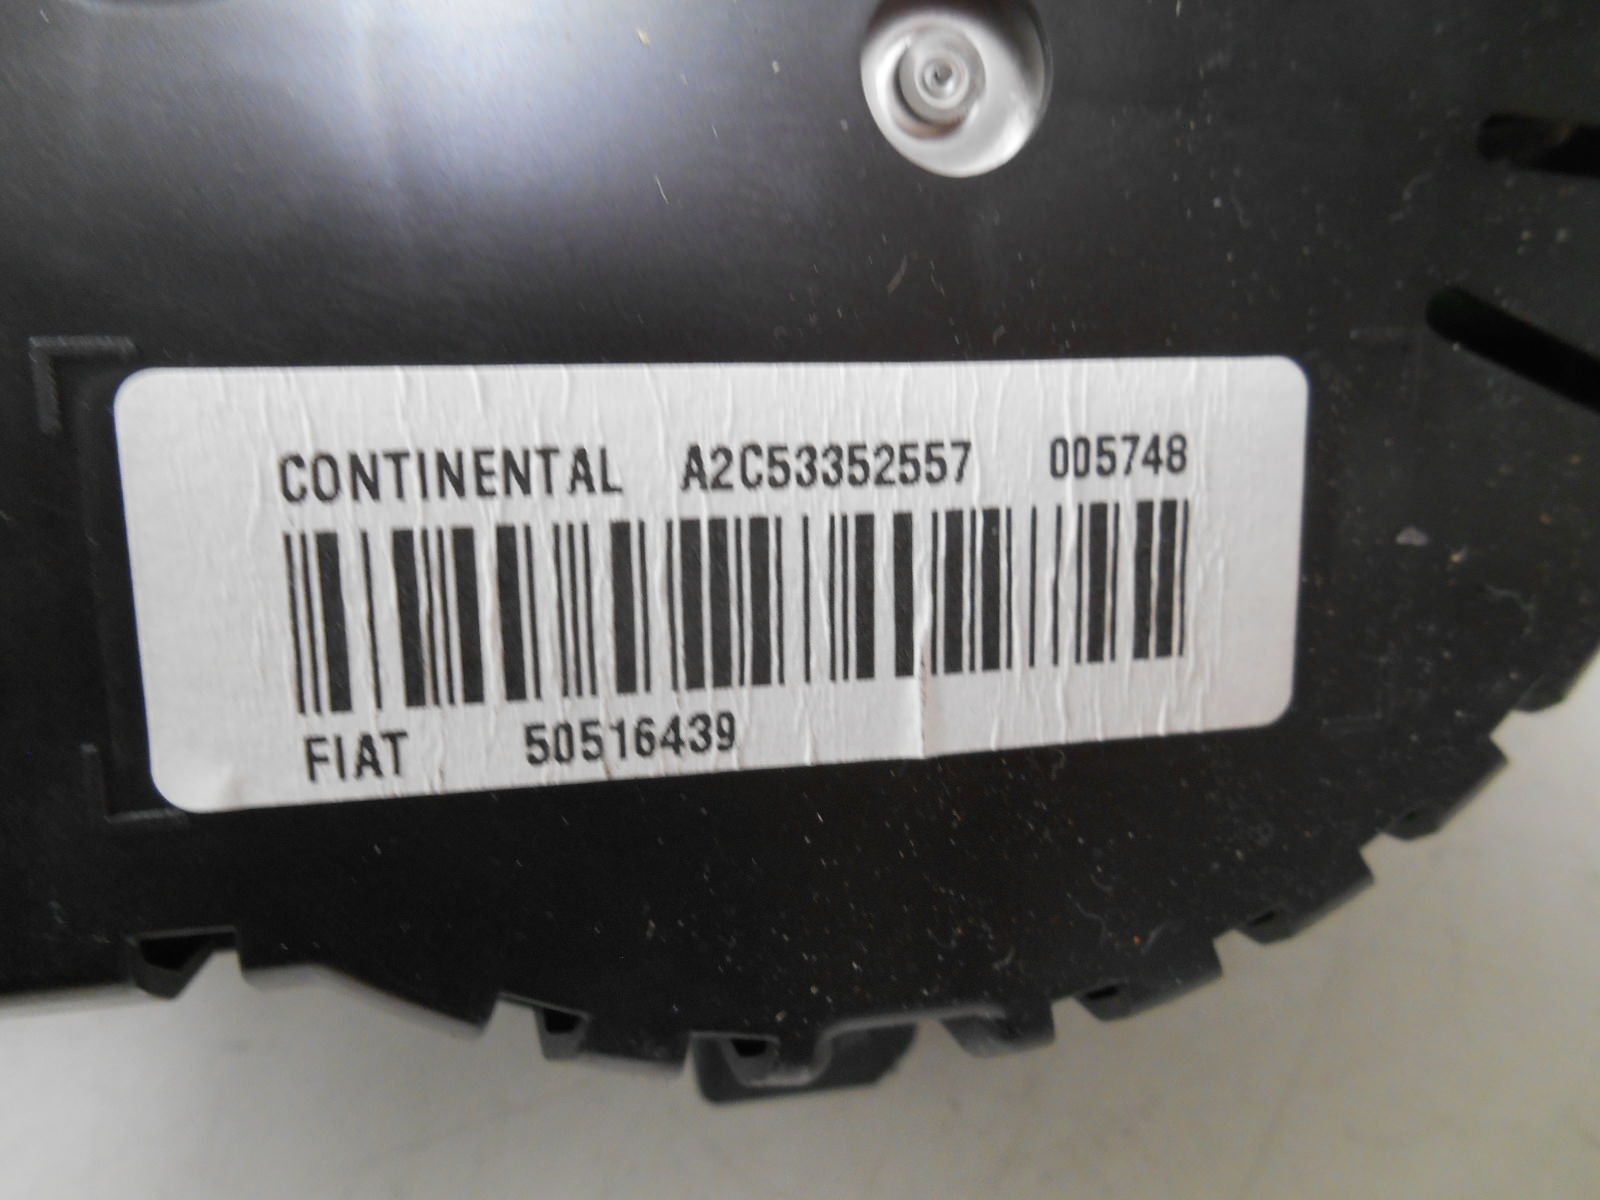 CONTINENTAL A2C53352557 005748
FIAT 50516439